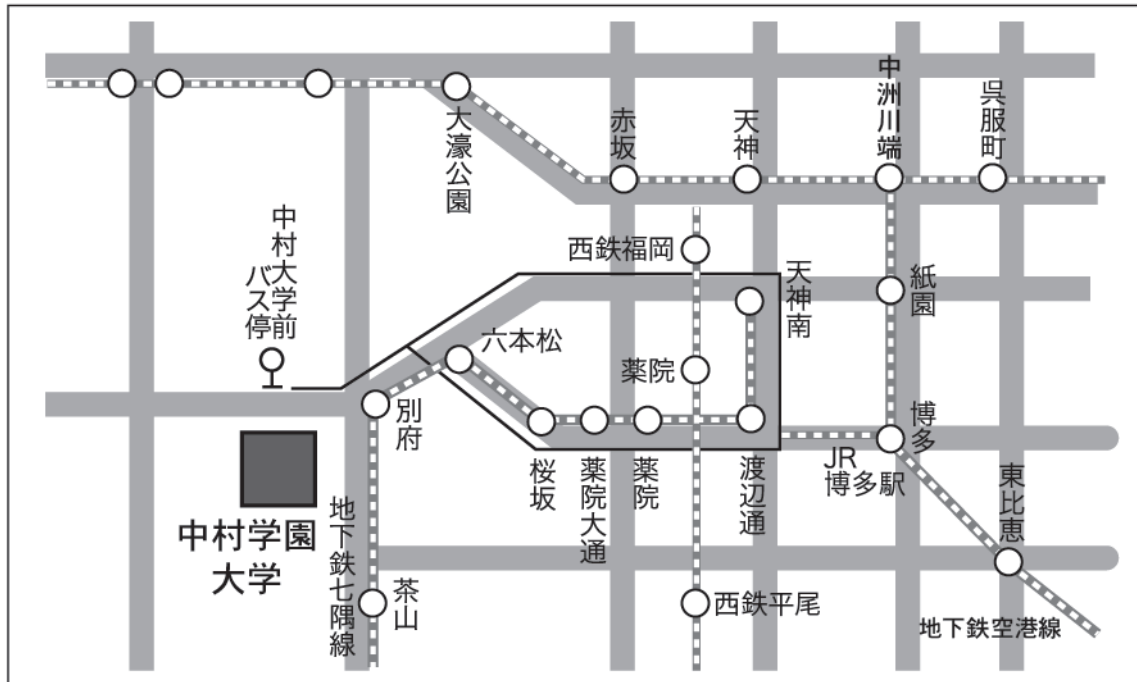 大濠公園
赤坂
天神
中洲川端
呉服町
中村大学前
バス停
西鉄福岡
天神南
祇園
六本松
薬院
別府
博多
桜坂
薬院大通
薬院
渡辺通
JR
博多駅
東比恵
中村学園
大学
地下鉄七隈線
茶山
西鉄平尾
地下鉄空港線